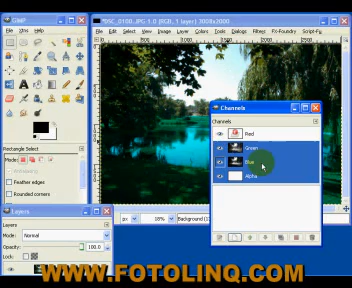 GIMP
File Xtns Help
*DSC_0100.JPG-1.0 (RGB, 1 layer) 3008x2000
File Edit Select View Image Layer Colors Tools Dialogs Filters FX-Foundry Script-Fu
Rectangle Select
Mode:
Antialiasing
Feather edges
Rounded corners
Channels
Channels
Red
Green
Blue
Alpha
px 18% Background
Layers
Layers
Mode: Normal
Opacity: 100.0
Lock:
WWW.FOTOLINQ.COM